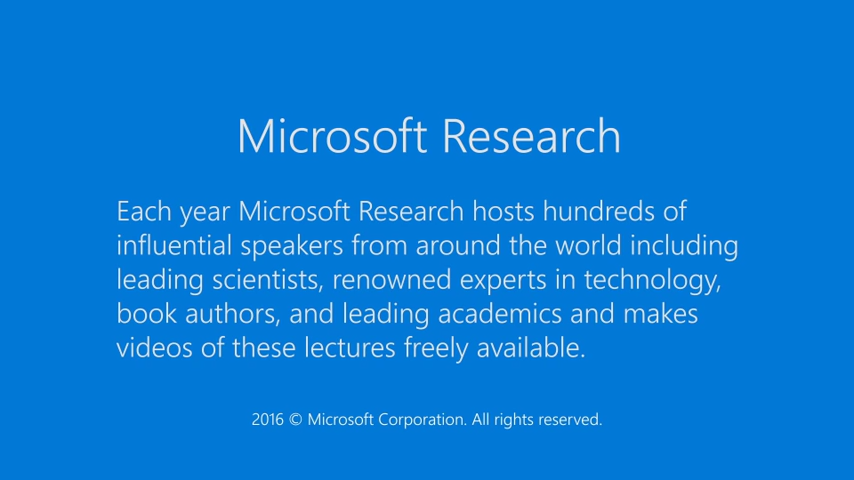 Microsoft Research
Each year Microsoft Research hosts hundreds of
influential speakers from around the world including
leading scientists, renowned experts in technology,
book authors, and leading academics and makes
videos of these lectures freely available.
2016 © Microsoft Corporation. All rights reserved.